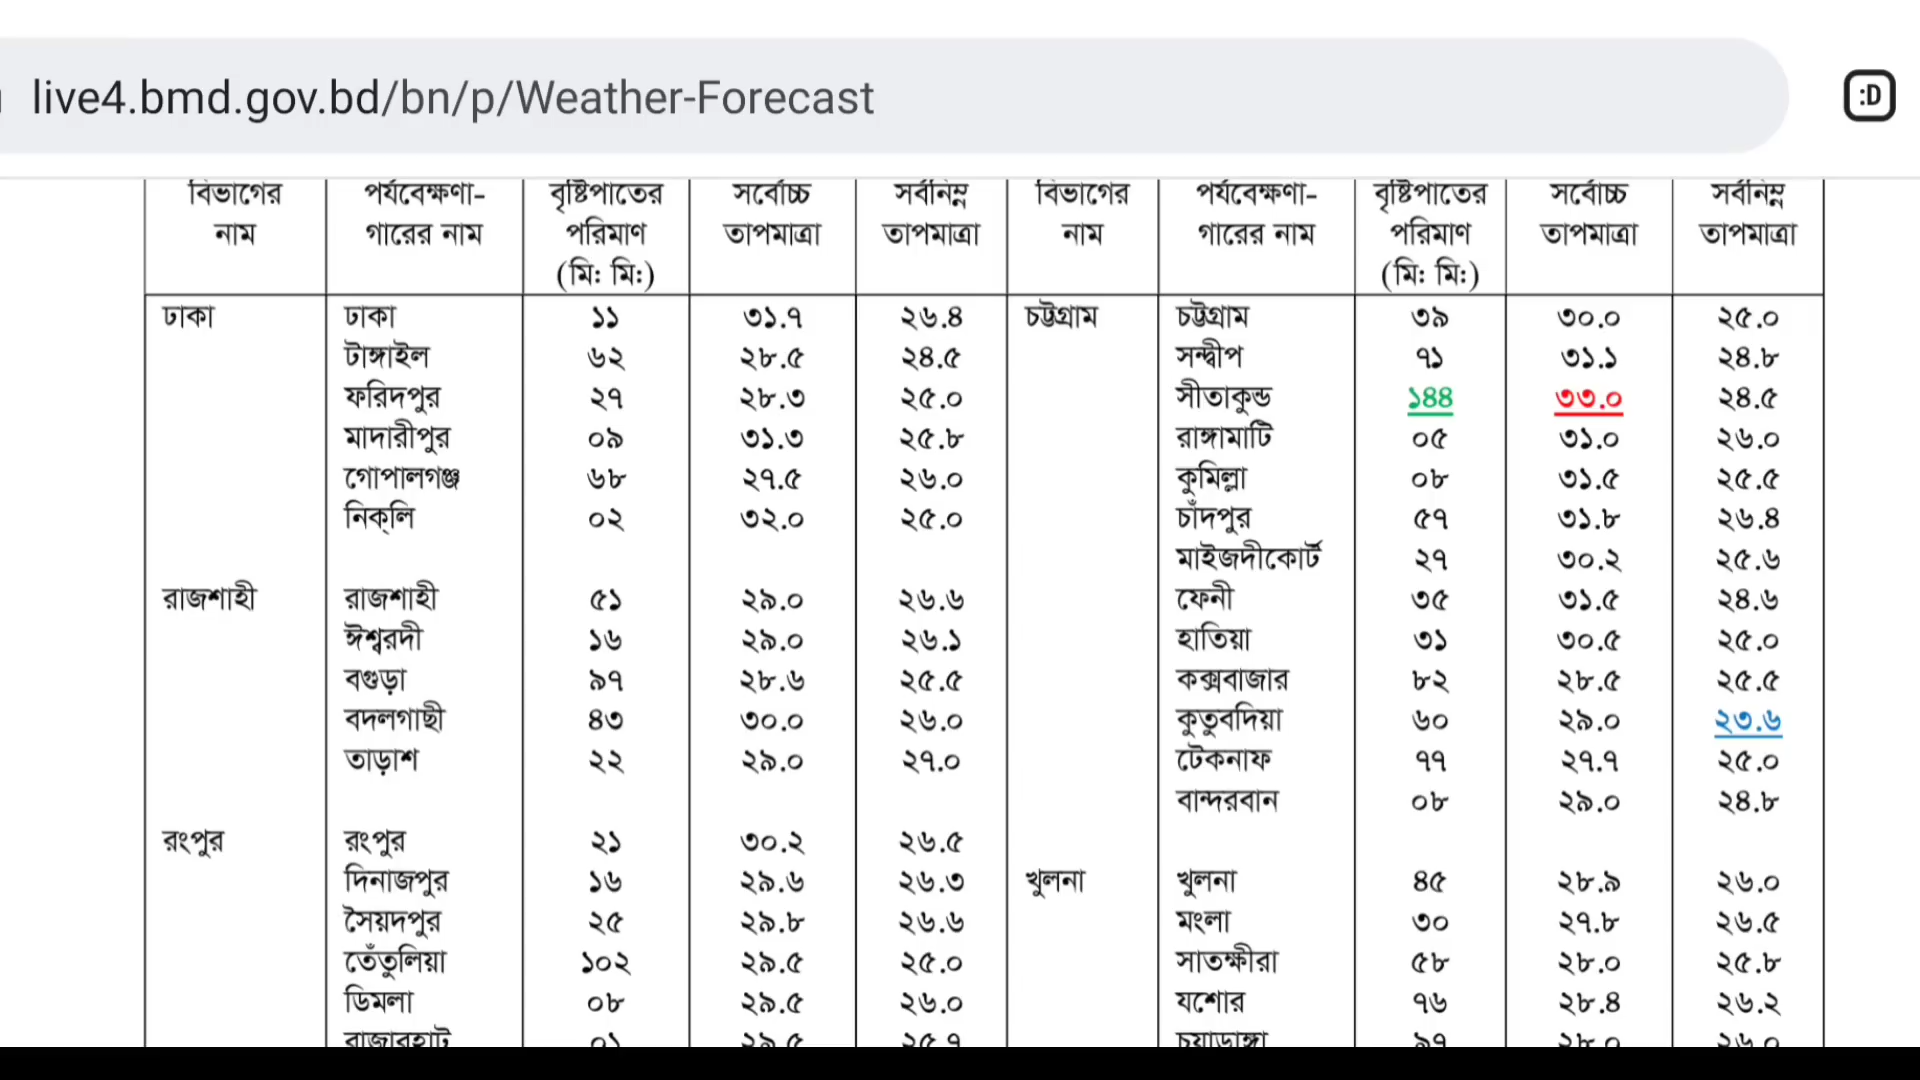 live4.bmd.gov.bd/bn/p/Weather-Forecast
:D
বিভাগের নাম পর্যবেক্ষণা-গারের নাম বৃষ্টিপাতের পরিমাণ (মি: মি:) সর্বোচ্চ তাপমাত্রা সর্বনিম্ন তাপমাত্রা বিভাগের নাম পর্যবেক্ষণা-গারের নাম বৃষ্টিপাতের পরিমাণ (মি: মি:) সর্বোচ্চ তাপমাত্রা সর্বনিম্ন তাপমাত্রা
ঢাকা ঢাকা ১১ ৩১.৭ ২৬.৪ চট্টগ্রাম চট্টগ্রাম ৩৯ ৩০.০ ২৫.০
টাঙ্গাইল ৬২ ২৮.৫ ২৪.৫ সন্দ্বীপ ৭১ ৩১.১ ২৪.৮
ফরিদপুর ২৭ ২৮.৩ ২৫.০ সীতাকুন্ড ১৪৪ ৩৩.০ ২৪.৫
মাদারীপুর ০৯ ৩১.৩ ২৫.৮ রাঙ্গামাটি ০৫ ৩১.০ ২৬.০
গোপালগঞ্জ ৬৮ ২৭.৫ ২৬.০ কুমিল্লা ০৮ ৩১.৫ ২৫.৫
নিক্‌লি ০২ ৩২.০ ২৫.০ চাঁদপুর ৫৭ ৩১.৮ ২৬.৪
মাইজদীকোর্ট ২৭ ৩০.২ ২৫.৬
রাজশাহী রাজশাহী ৫১ ২৯.০ ২৬.৬ ফেনী ৩৫ ৩১.৫ ২৪.৬
ঈশ্বরদী ১৬ ২৯.০ ২৬.১ হাতিয়া ৩১ ৩০.৫ ২৫.০
বগুড়া ৯৭ ২৮.৬ ২৫.৫ কক্সবাজার ৮২ ২৮.৫ ২৫.৫
বদলগাছী ৪৩ ৩০.০ ২৬.০ কুতুবদিয়া ৬০ ২৯.০ ২৩.৬
তাড়াশ ২২ ২৯.০ ২৭.০ টেকনাফ ৭৭ ২৭.৭ ২৫.০
বান্দরবান ০৮ ২৯.০ ২৪.৮
রংপুর রংপুর ২১ ৩০.২ ২৬.৫
দিনাজপুর ১৬ ২৯.৬ ২৬.৩ খুলনা খুলনা ৪৫ ২৮.৯ ২৬.০
সৈয়দপুর ২৫ ২৯.৮ ২৬.৬ মংলা ৩০ ২৭.৮ ২৬.৫
তেঁতুলিয়া ১০২ ২৯.৫ ২৫.০ সাতক্ষীরা ৫৮ ২৮.০ ২৫.৮
ডিমলা ০৮ ২৯.৫ ২৬.০ যশোর ৭৬ ২৮.৪ ২৬.২
রাজারহাট ০১ ২৯.৫ ২৫.৭ চুয়াডাঙ্গা ৯৭ ২৮.০ ২৬.০